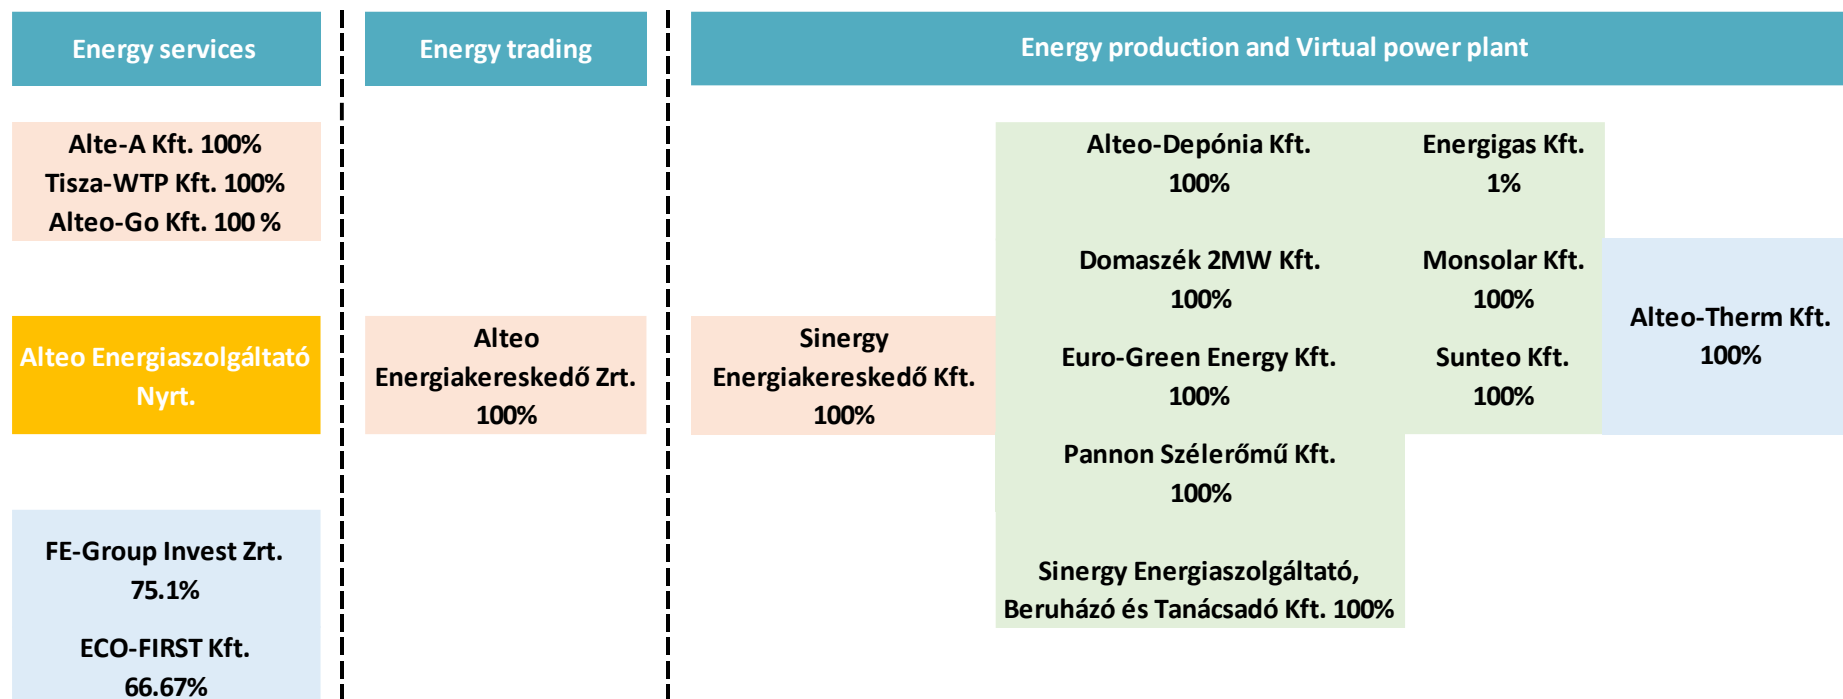 Energy services
Energy trading
Energy production and Virtual power plant
Alte-A Kft. 100%
Tisza-WTP Kft. 100%
Alteo-Go Kft. 100 %
Alteo Energiaszolgáltató
Nyrt.
FE-Group Invest Zrt.
75.1%
ECO-FIRST Kft.
66.67%
Alteo
Energiakereskedő Zrt.
100%
Sinergy
Energiakereskedő Kft.
100%
Alteo-Depónia Kft.
100%
Domaszék 2MW Kft.
100%
Euro-Green Energy Kft.
100%
Pannon Szélerőmű Kft.
100%
Sinergy Energiaszolgáltató,
Beruházó és Tanácsadó Kft. 100%
Energigas Kft.
1%
Monsolar Kft.
100%
Sunteo Kft.
100%
Alteo-Therm Kft.
100%